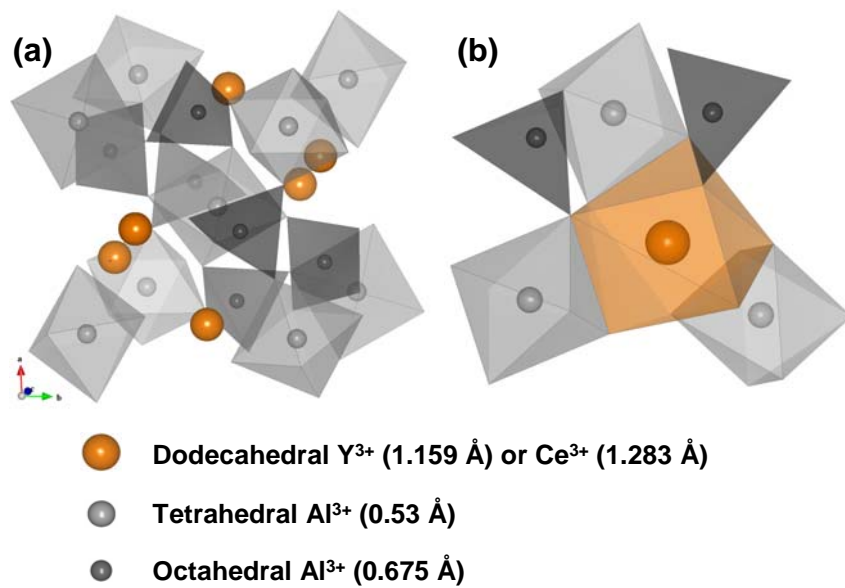 (a) (b)
a
b
Dodecahedral Y³⁺ (1.159 Å) or Ce³⁺ (1.283 Å)
Tetrahedral Al³⁺ (0.53 Å)
Octahedral Al³⁺ (0.675 Å)